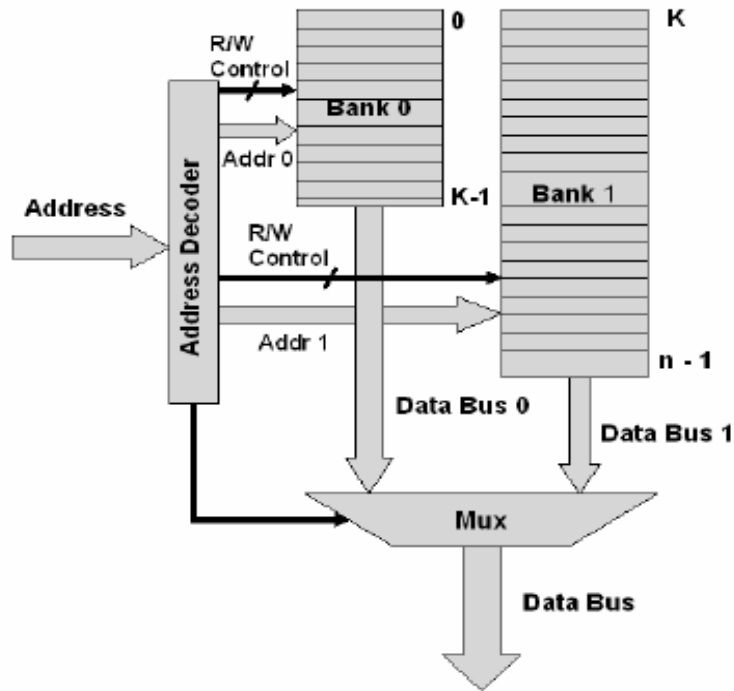 0
K
R/W
Control
Bank 0
Addr 0
K-1
Bank 1
Address
Address Decoder
R/W
Control
Addr 1
n - 1
Data Bus 0
Data Bus 1
Mux
Data Bus